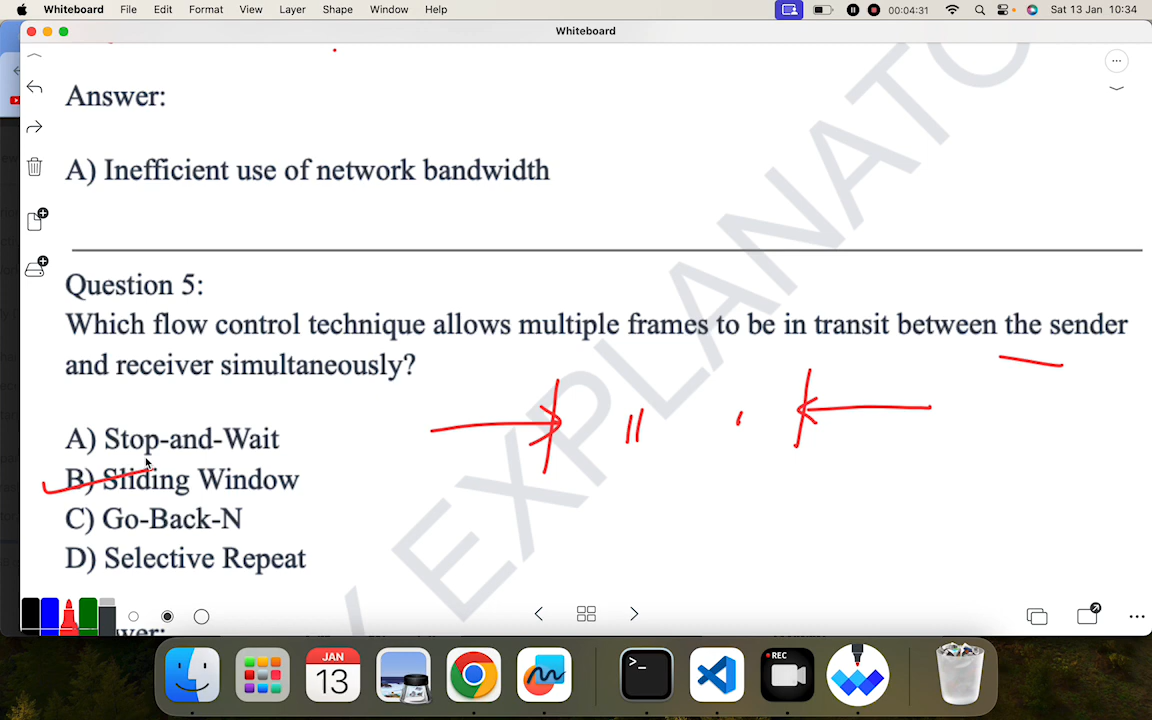 Whiteboard File Edit Format View Layer Shape Window Help 00:04:31 Sat 13 Jan 10:34
Whiteboard
Answer:
A) Inefficient use of network bandwidth
Question 5:
Which flow control technique allows multiple frames to be in transit between the sender
and receiver simultaneously?
A) Stop-and-Wait
B) Sliding Window
C) Go-Back-N
D) Selective Repeat
EXPLANATO
JAN
13
REC